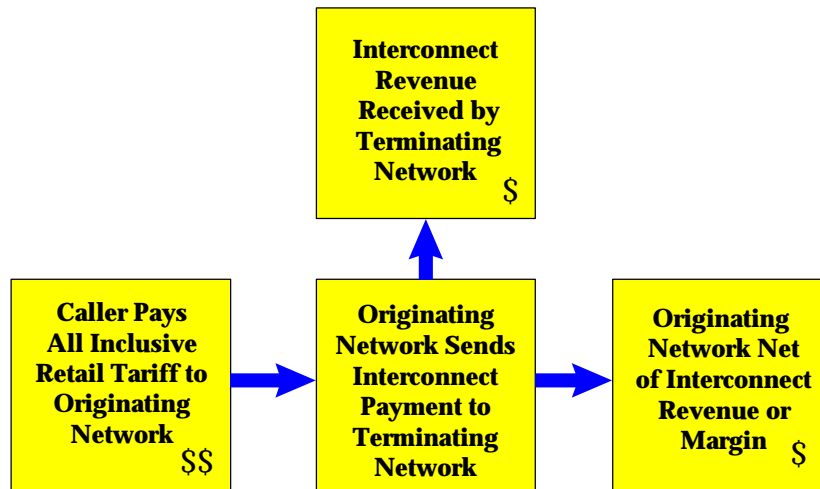 Interconnect
Revenue
Received by
Terminating
Network
$
Caller Pays
All Inclusive
Retail Tariff to
Originating
Network
$$
Originating
Network Sends
Interconnect
Payment to
Terminating
Network
Originating
Network Net
of Interconnect
Revenue or
Margin
$